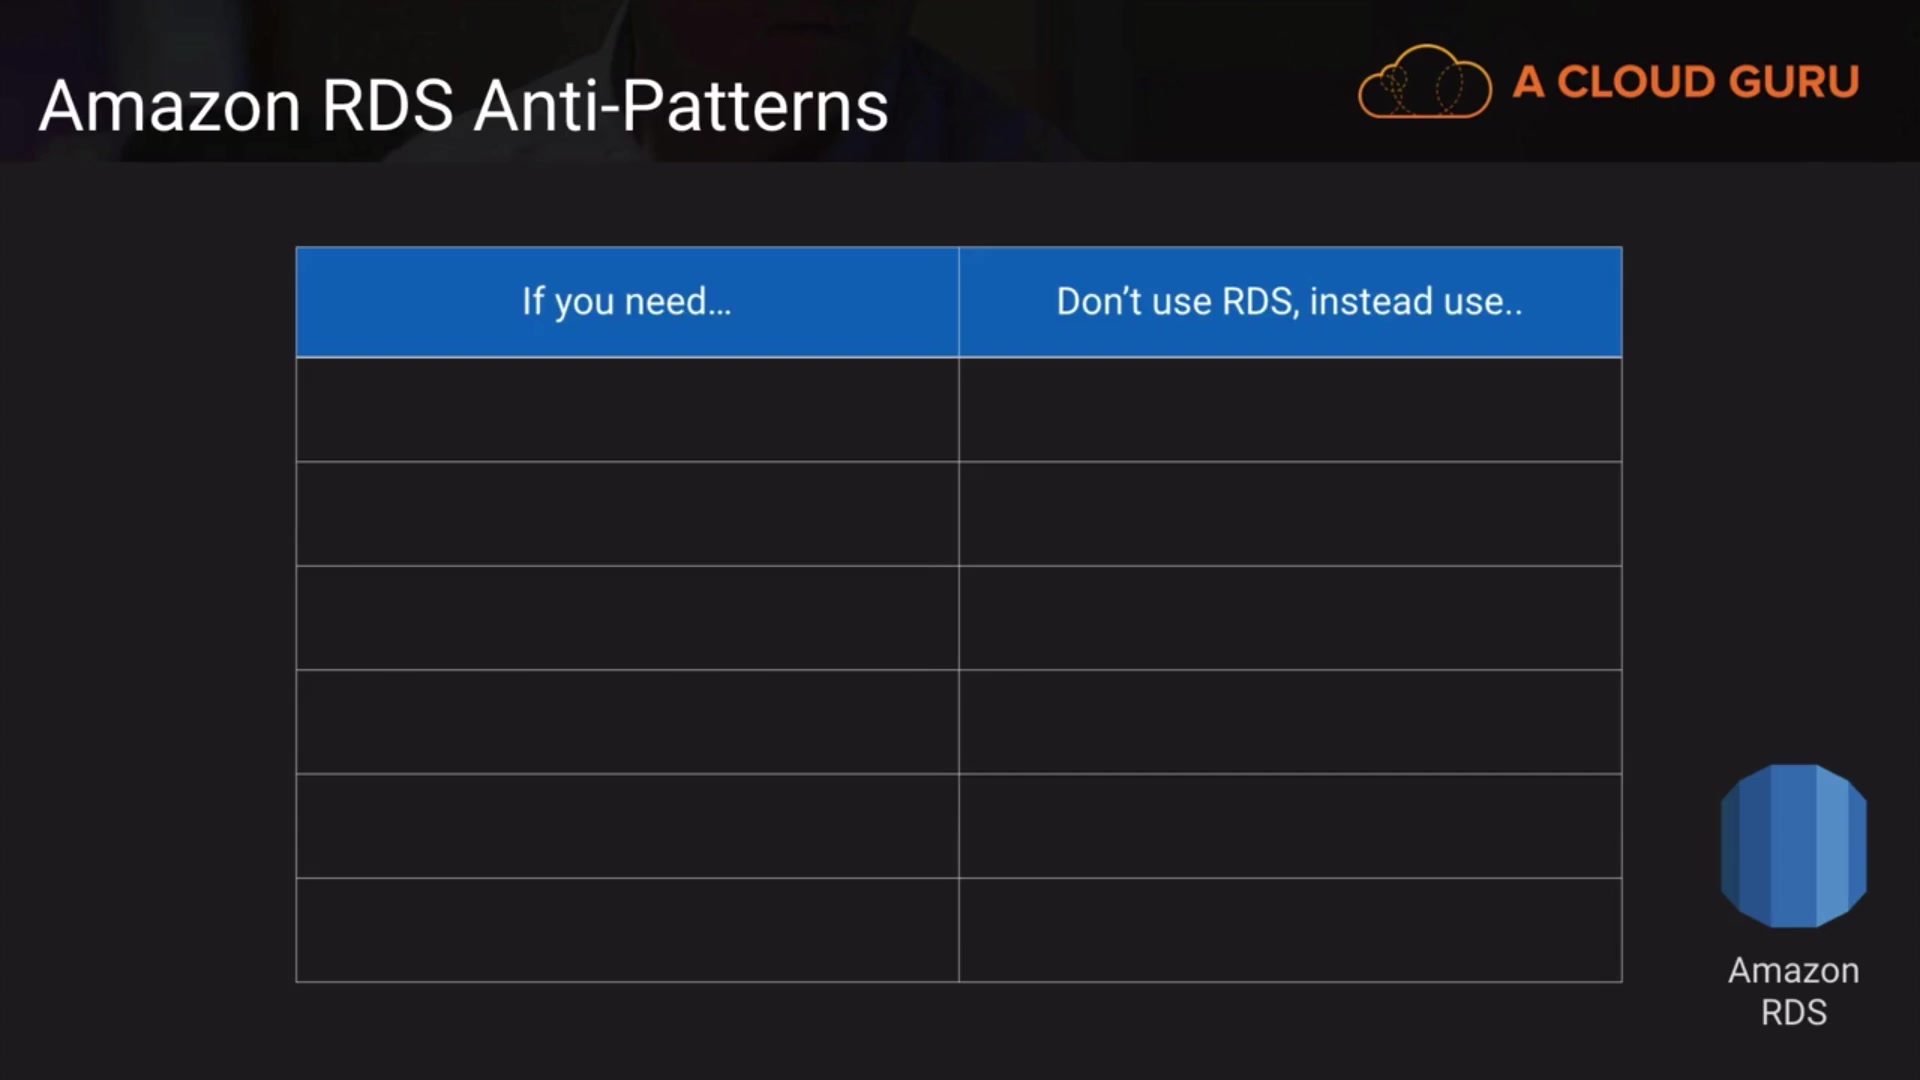 Amazon RDS Anti-Patterns
A CLOUD GURU
If you need...
Don't use RDS, instead use..
Amazon
RDS